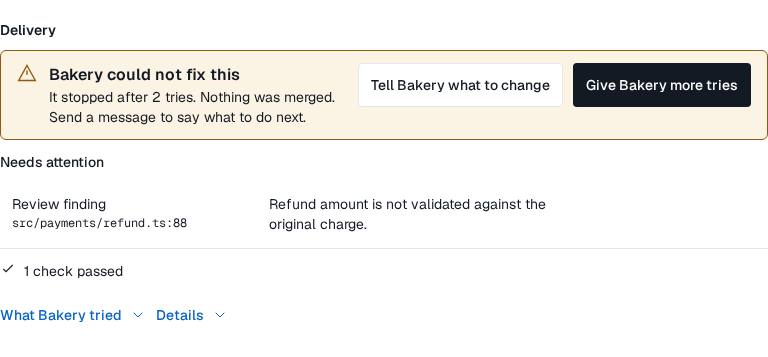 Delivery
Bakery could not fix this
It stopped after 2 tries. Nothing was merged.
Send a message to say what to do next.
Tell Bakery what to change
Give Bakery more tries
Needs attention
Review finding
src/payments/refund.ts:88
Refund amount is not validated against the
original charge.
1 check passed
What Bakery tried
Details